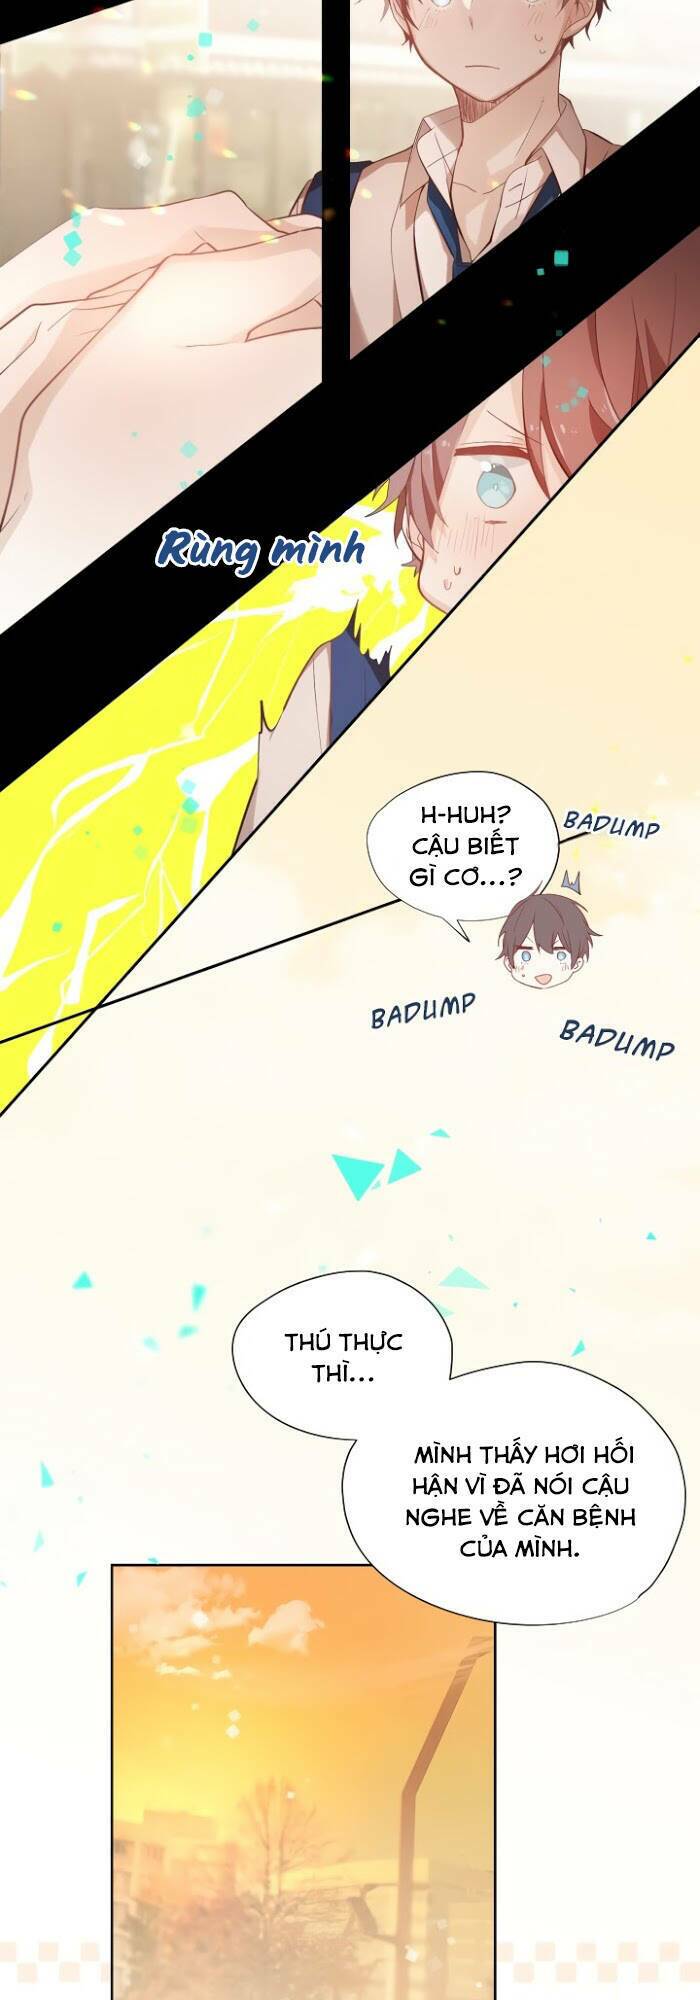 Rùng mình
H-HUH?
CẬU BIẾT
GÌ CƠ...?
BADUMP
BADUMP
BADUMP
THÚ THỰC
THÌ...
MÌNH THẤY HƠI HỐI
HẬN VÌ ĐÃ NÓI CẬU
NGHE VỀ CĂN BỆNH
CỦA MÌNH.